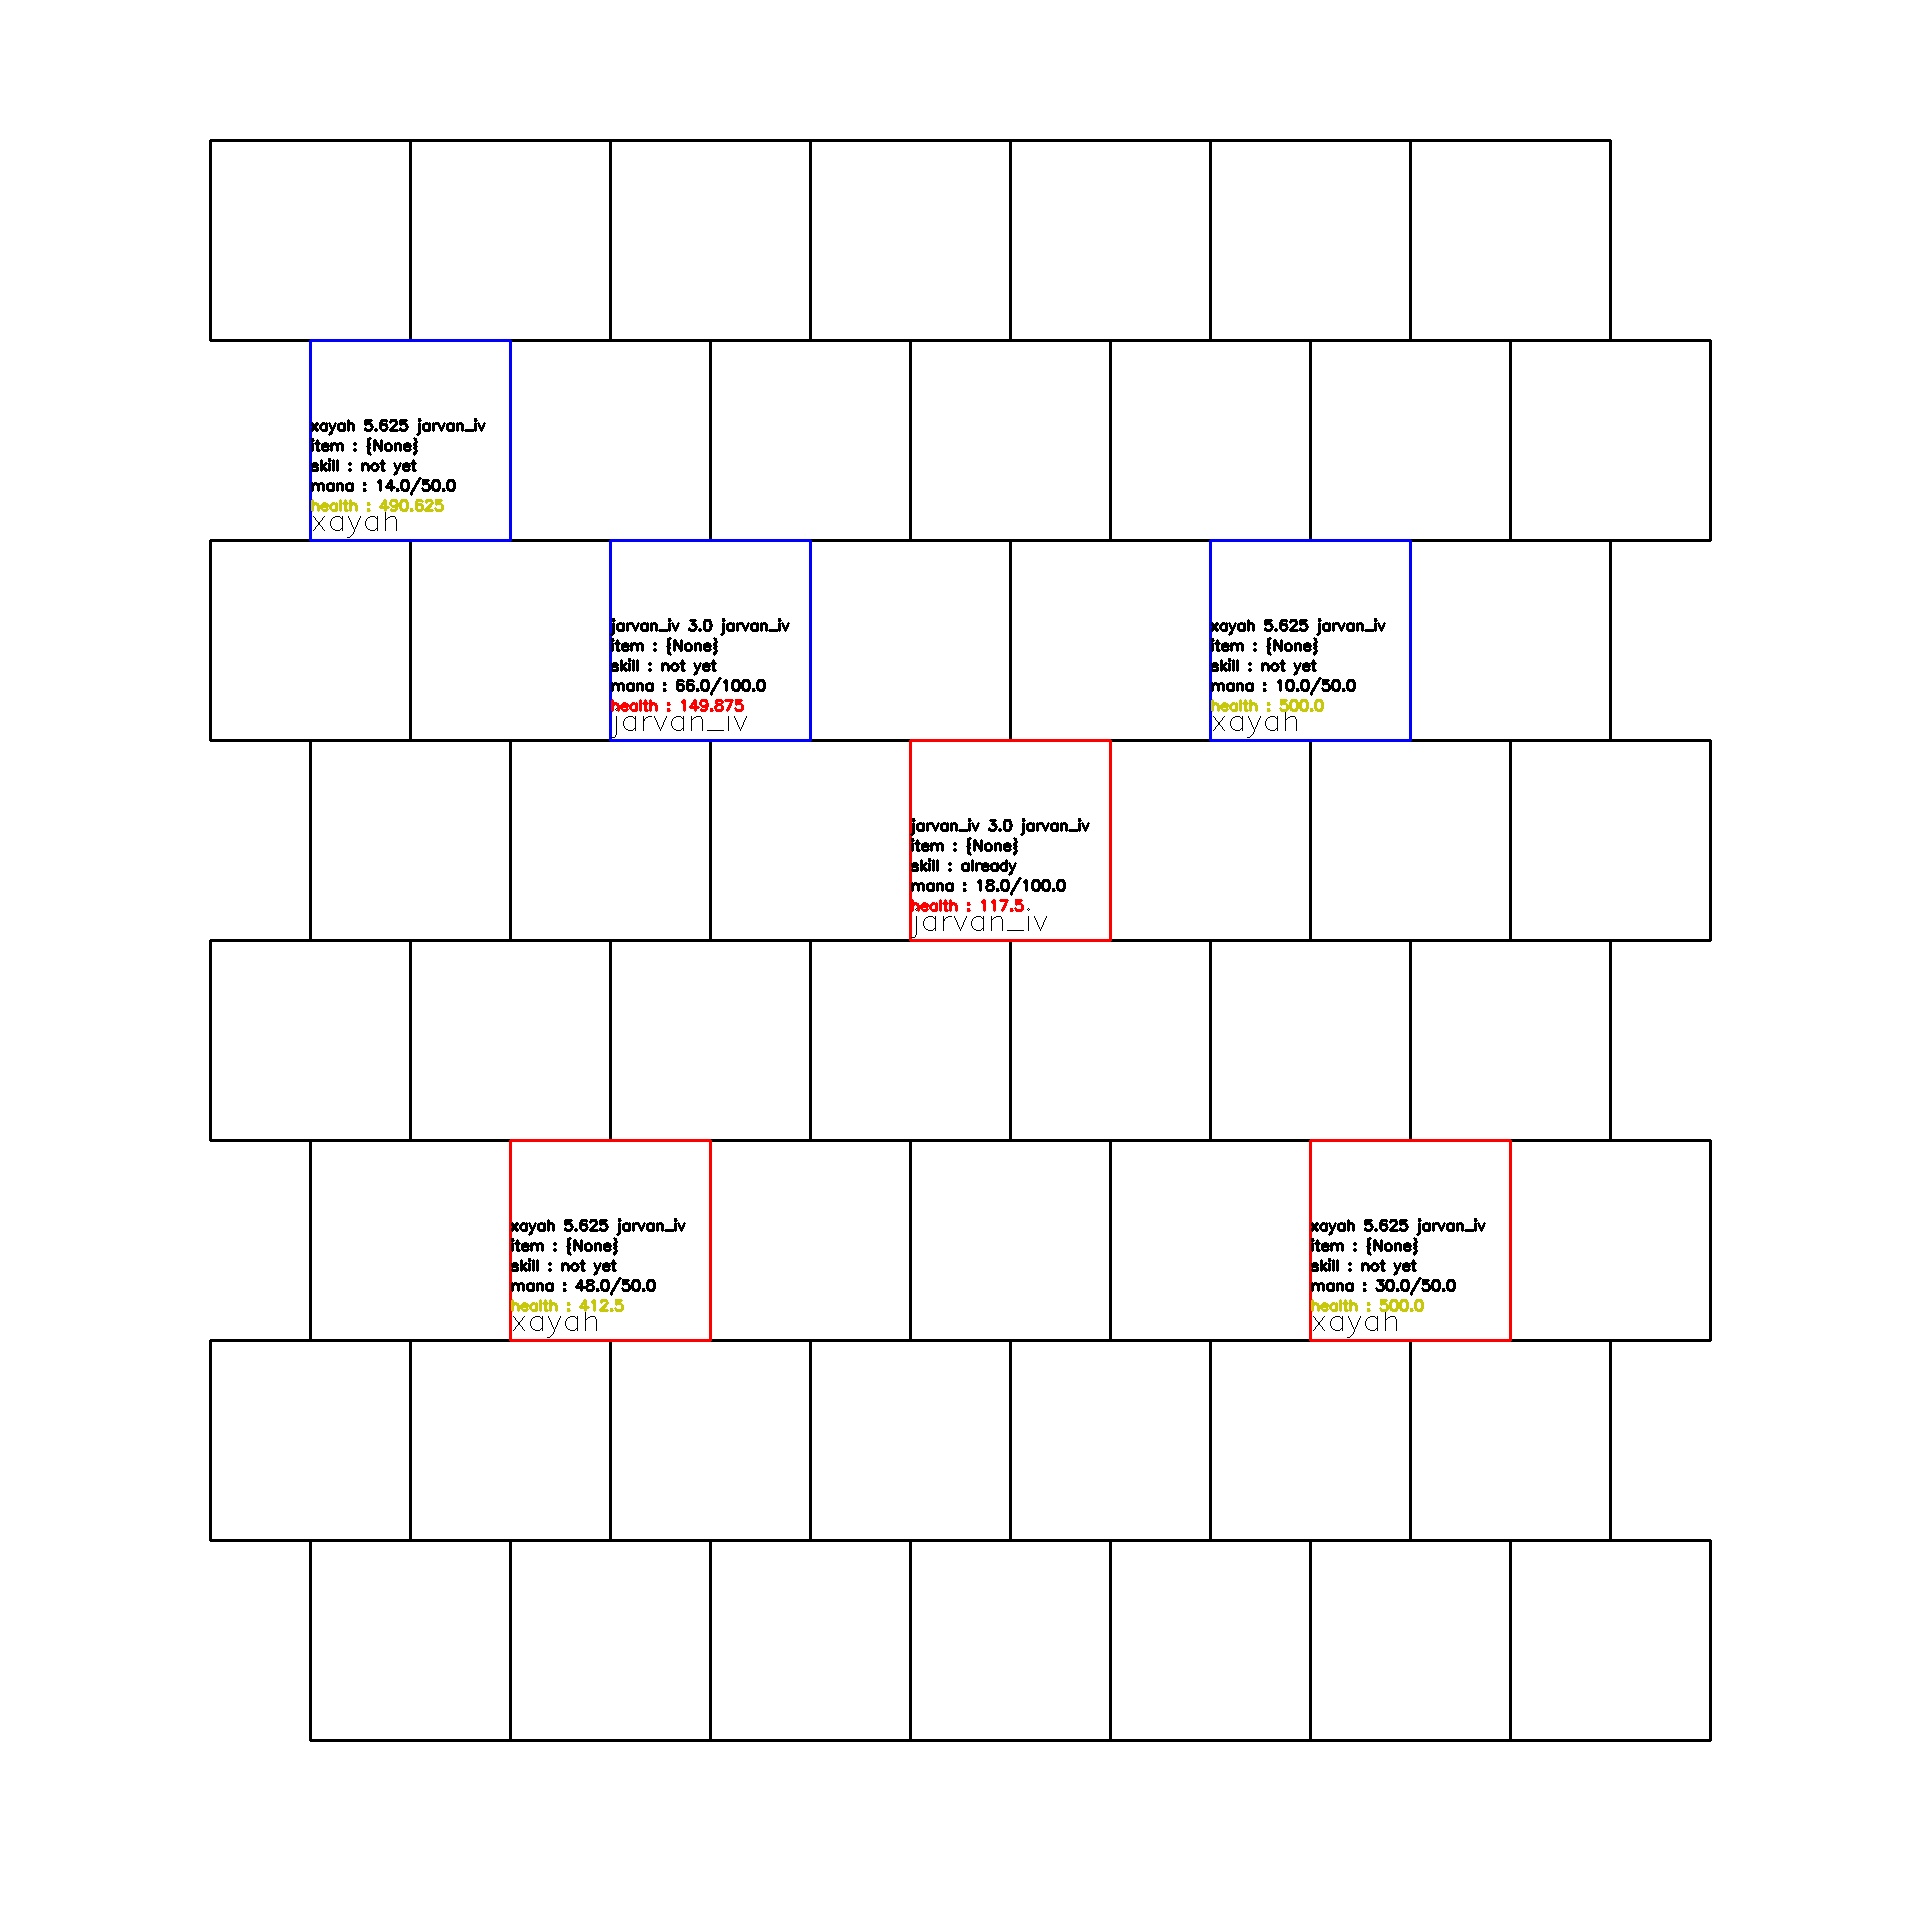 xayah 5.625 jarvan_iv
item : {None}
skill : not yet
mana : 14.0/50.0
health : 490.625
xayah
jarvan_iv 3.0 jarvan_iv
item : {None}
skill : not yet
mana : 66.0/100.0
health : 149.875
jarvan_iv
xayah 5.625 jarvan_iv
item : {None}
skill : not yet
mana : 10.0/50.0
health : 500.0
xayah
jarvan_iv 3.0 jarvan_iv
item : {None}
skill : already
mana : 18.0/100.0
health : 117.5
jarvan_iv
xayah 5.625 jarvan_iv
item : {None}
skill : not yet
mana : 48.0/50.0
health : 412.5
xayah
xayah 5.625 jarvan_iv
item : {None}
skill : not yet
mana : 30.0/50.0
health : 500.0
xayah